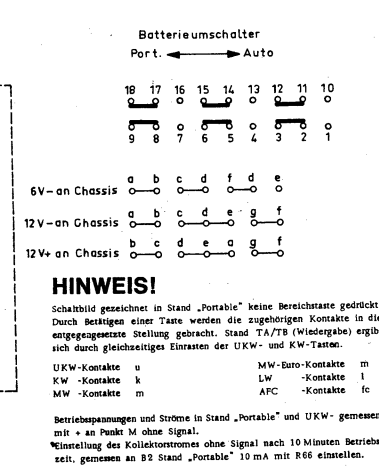 Batterieumschalter
Port. Auto
18 17 16 15 14 13 12 11 10
9 8 7 6 5 4 3 2 1
a b c d f d e
6V- an Chassis
a b c d e g f
12V- an Chassis
b c d e a g f
12V+ an Chassis
HINWEIS!
Schaltbild gezeichnet in Stand „Portable" keine Bereichstaste gedrückt
Durch Betätigen einer Taste werden die zugehörigen Kontakte in die
entgegengesetzte Stellung gebracht. Stand TA/TB (Wiedergabe) ergib
sich durch gleichzeitiges Einrasten der UKW- und KW-Tasten.
UKW-Kontakte u MW-Euro-Kontakte m
KW -Kontakte k LW -Kontakte l
MW -Kontakte m AFC -Kontakte fc
Betriebsspannungen und Ströme in Stand „Portable" und UKW- gemessen
mit + an Punkt M ohne Signal.
*Einstellung des Kollektorstromes ohne Signal nach 10 Minuten Betriebs
zeit, gemessen an B2 Stand „Portable" 10 mA mit R66 einstellen.